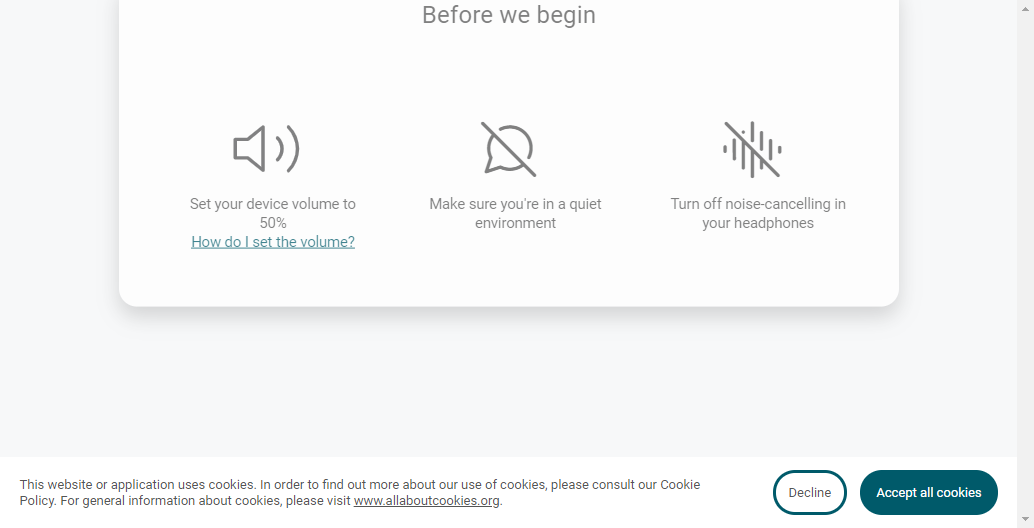 Before we begin
Set your device volume to
50%
How do I set the volume?
Make sure you're in a quiet
environment
Turn off noise-cancelling in
your headphones
This website or application uses cookies. In order to find out more about our use of cookies, please consult our Cookie
Policy. For general information about cookies, please visit www.allaboutcookies.org.
Decline
Accept all cookies